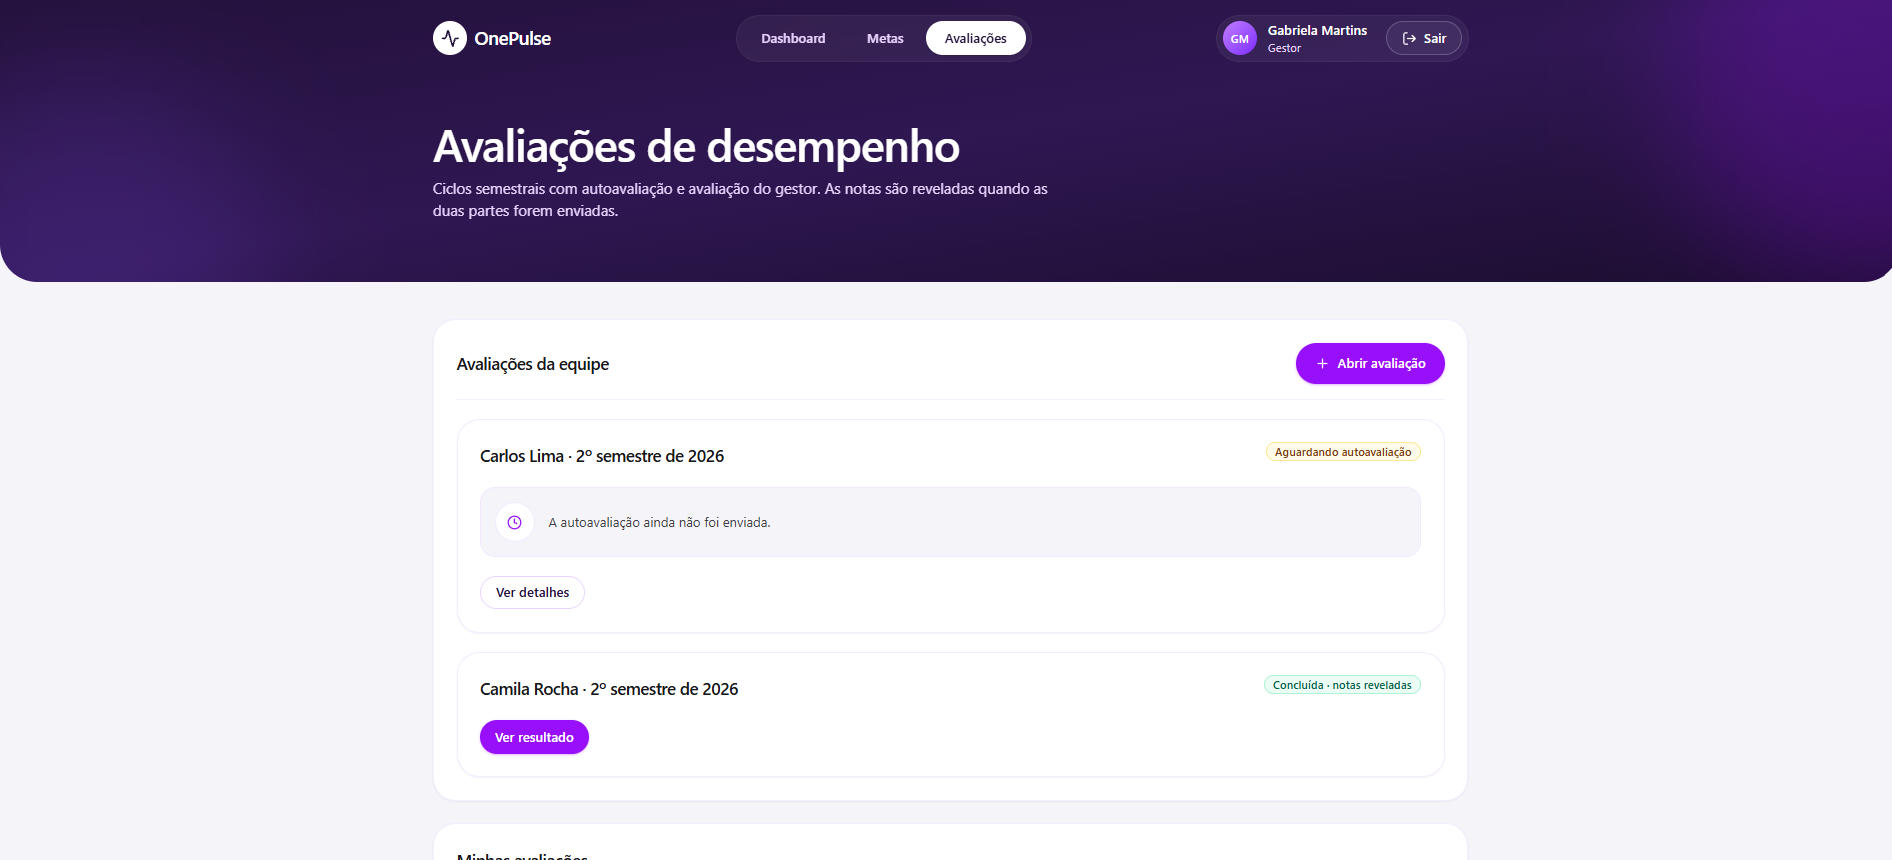 OnePulse
Dashboard
Metas
Avaliações
GM
Gabriela Martins
Gestor
Sair
Avaliações de desempenho
Ciclos semestrais com autoavaliação e avaliação do gestor. As notas são reveladas quando as
duas partes forem enviadas.
Avaliações da equipe
+ Abrir avaliação
Carlos Lima · 2º semestre de 2026
Aguardando autoavaliação
A autoavaliação ainda não foi enviada.
Ver detalhes
Camila Rocha · 2º semestre de 2026
Concluída · notas reveladas
Ver resultado
Minhas avaliações